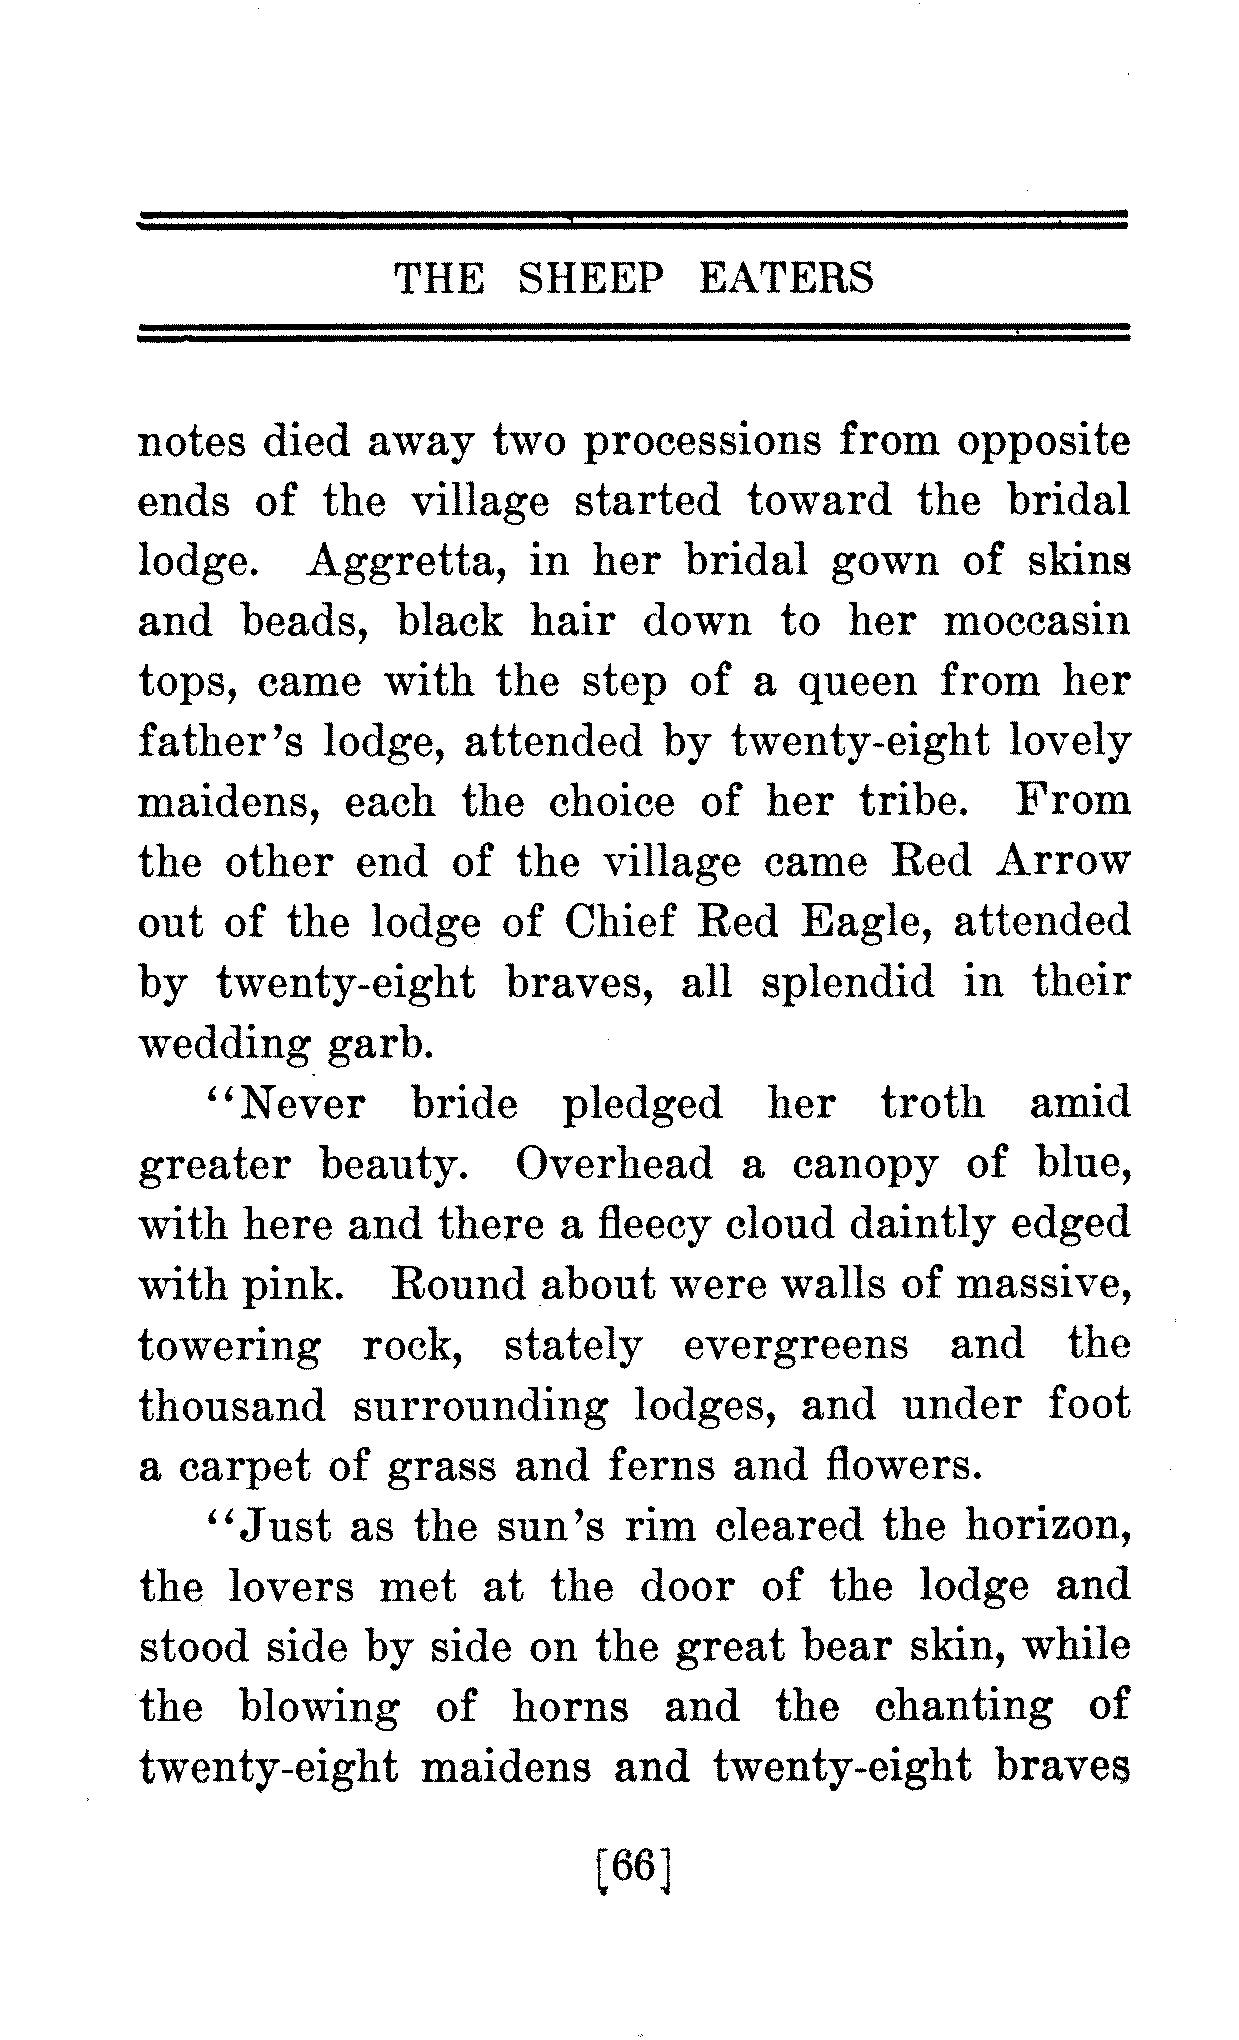 THE SHEEP EATERS
notes died away two processions from opposite
ends of the village started toward the bridal
lodge. Aggretta, in her bridal gown of skins
and beads, black hair down to her moccasin
tops, came with the step of a queen from her
father's lodge, attended by twenty-eight lovely
maidens, each the choice of her tribe. From
the other end of the village came Red Arrow
out of the lodge of Chief Red Eagle, attended
by twenty-eight braves, all splendid in their
wedding garb.
"Never bride pledged her troth amid
greater beauty. Overhead a canopy of blue,
with here and there a fleecy cloud daintly edged
with pink. Round about were walls of massive,
towering rock, stately evergreens and the
thousand surrounding lodges, and under foot
a carpet of grass and ferns and flowers.
"Just as the sun's rim cleared the horizon,
the lovers met at the door of the lodge and
stood side by side on the great bear skin, while
the blowing of horns and the chanting of
twenty-eight maidens and twenty-eight braves
[66]